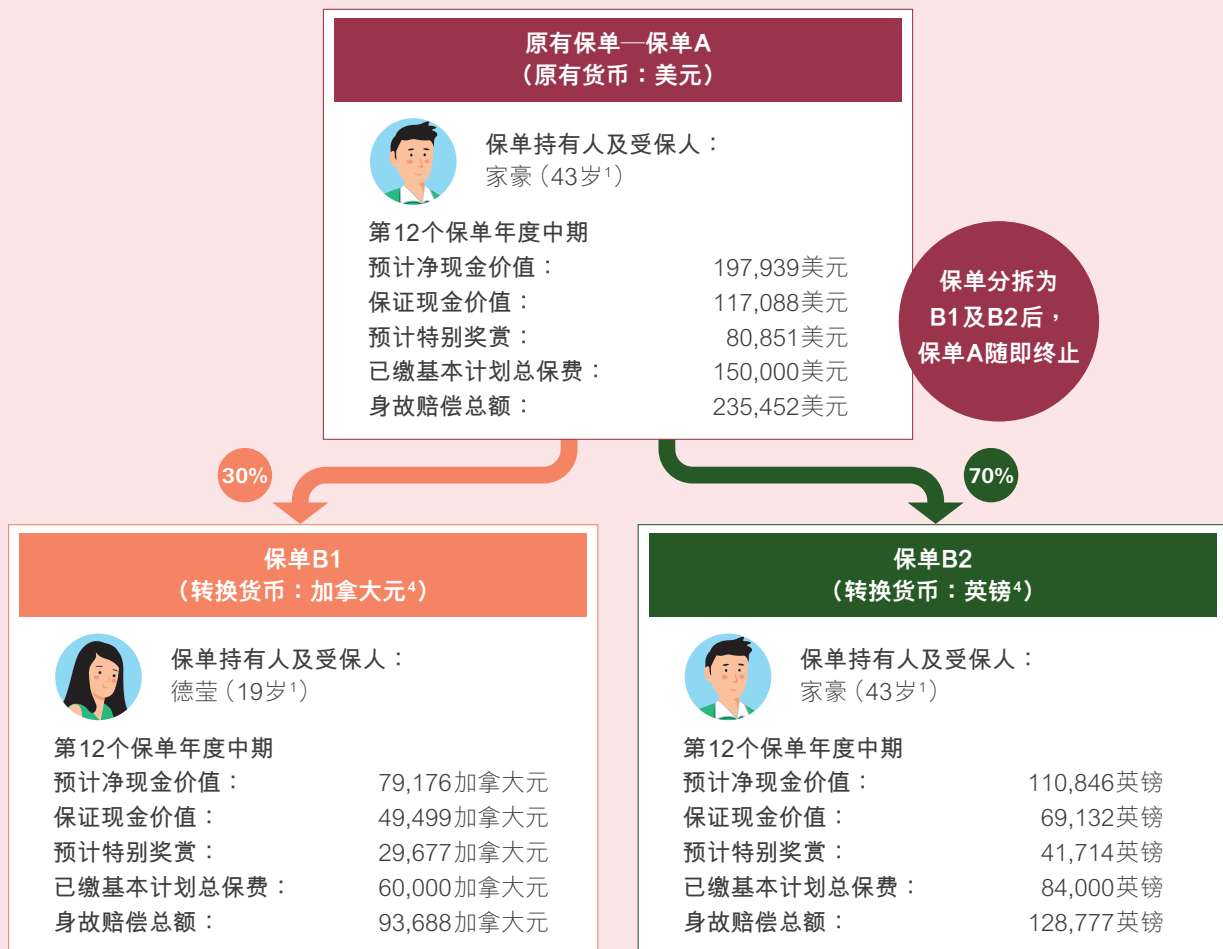 原有保单—保单A
（原有货币：美元）
保单持有人及受保人：
家豪（43岁¹）
第12个保单年度中期
预计净现金价值： 197,939美元
保证现金价值： 117,088美元
预计特别奖赏： 80,851美元
已缴基本计划总保费： 150,000美元
身故赔偿总额： 235,452美元
保单分拆为
B1及B2后，
保单A随即终止
30%
70%
保单B1
（转换货币：加拿大元⁴）
保单持有人及受保人：
德莹（19岁¹）
第12个保单年度中期
预计净现金价值： 79,176加拿大元
保证现金价值： 49,499加拿大元
预计特别奖赏： 29,677加拿大元
已缴基本计划总保费： 60,000加拿大元
身故赔偿总额： 93,688加拿大元
保单B2
（转换货币：英镑⁴）
保单持有人及受保人：
家豪（43岁¹）
第12个保单年度中期
预计净现金价值： 110,846英镑
保证现金价值： 69,132英镑
预计特别奖赏： 41,714英镑
已缴基本计划总保费： 84,000英镑
身故赔偿总额： 128,777英镑